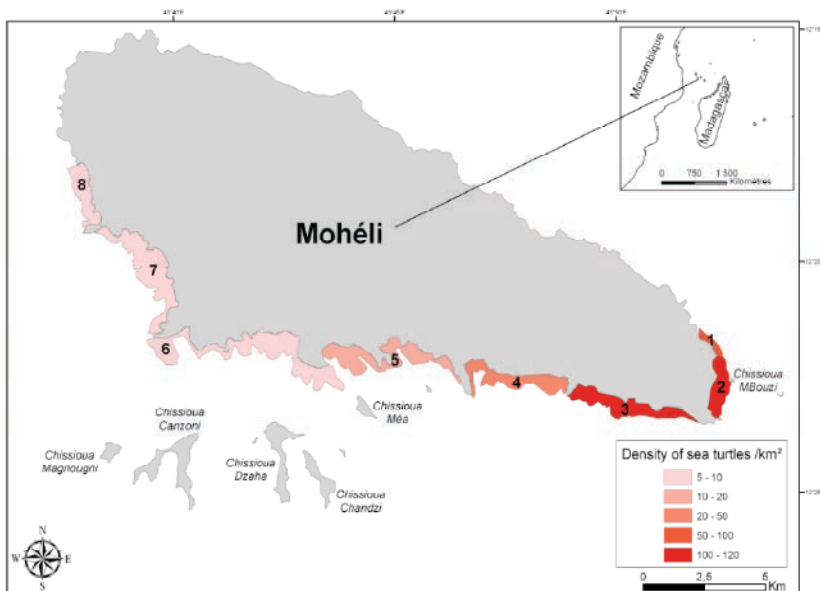 12°15
Mozambique
Madagascar
0 750 1 500
Kilomètres
8
Mohéli
7
6
5
4
3
1
2
Chissioua
MBouzi
Chissioua
Méa
Chissioua
Canzoni
Chissioua
Magnougni
Chissioua
Dzaha
Chissioua
Chandzi
Density of sea turtles /km²
5 - 10
10 - 20
20 - 50
50 - 100
100 - 120
N
W E
S
0 2,5 5
Km